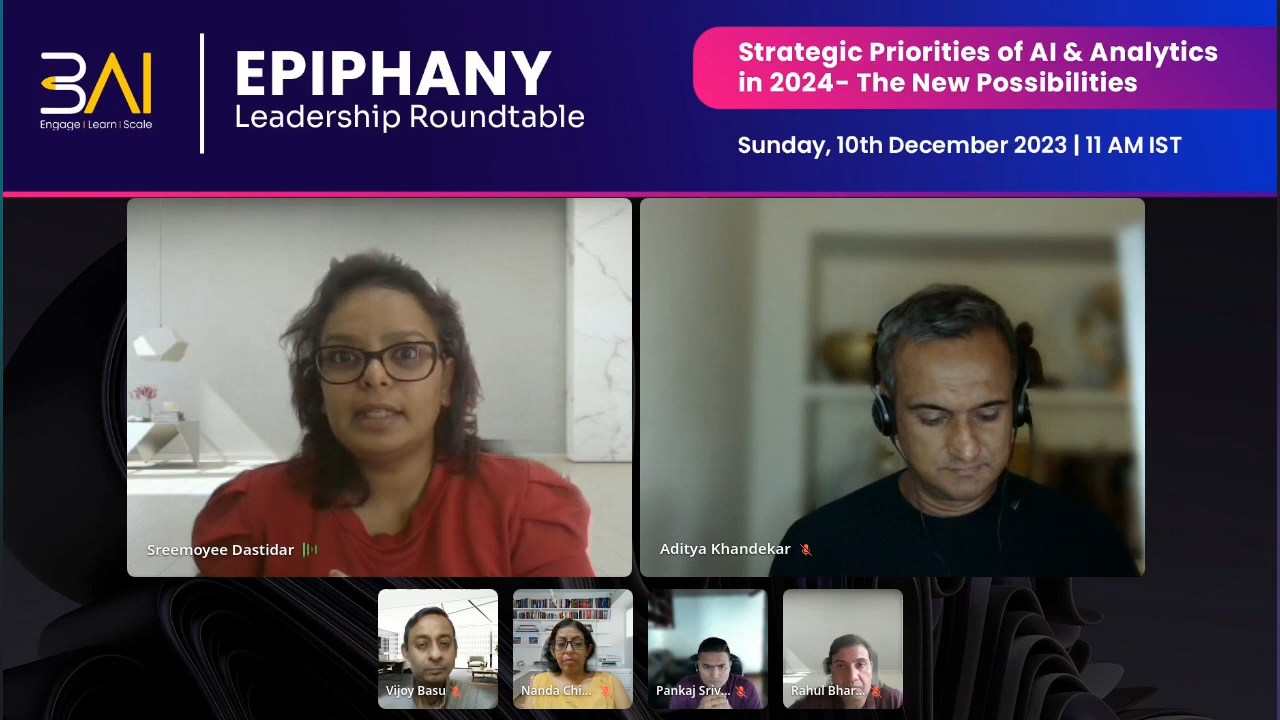 3AI
Engage | Learn | Scale
EPIPHANY
Leadership Roundtable
Strategic Priorities of AI & Analytics
in 2024- The New Possibilities
Sunday, 10th December 2023 | 11 AM IST
Sreemoyee Dastidar
Aditya Khandekar
Vijoy Basu
Nanda Chi...
Pankaj Sriv...
Rahul Bhar...